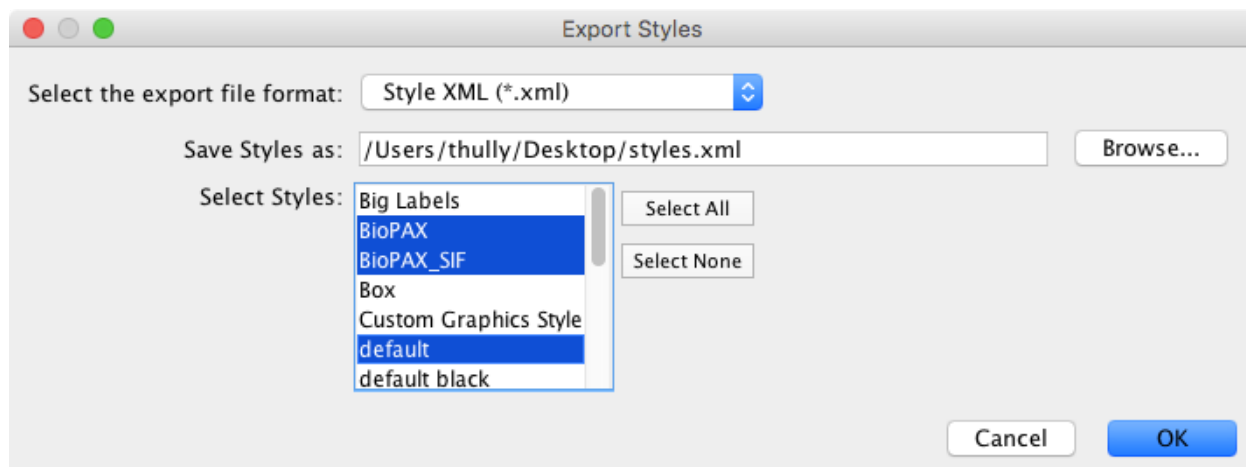 Export Styles
Select the export file format: Style XML (*.xml)
Save Styles as: /Users/thully/Desktop/styles.xml Browse...
Select Styles: Big Labels Select All
BioPAX
BioPAX_SIF Select None
Box
Custom Graphics Style
default
default black
Cancel OK